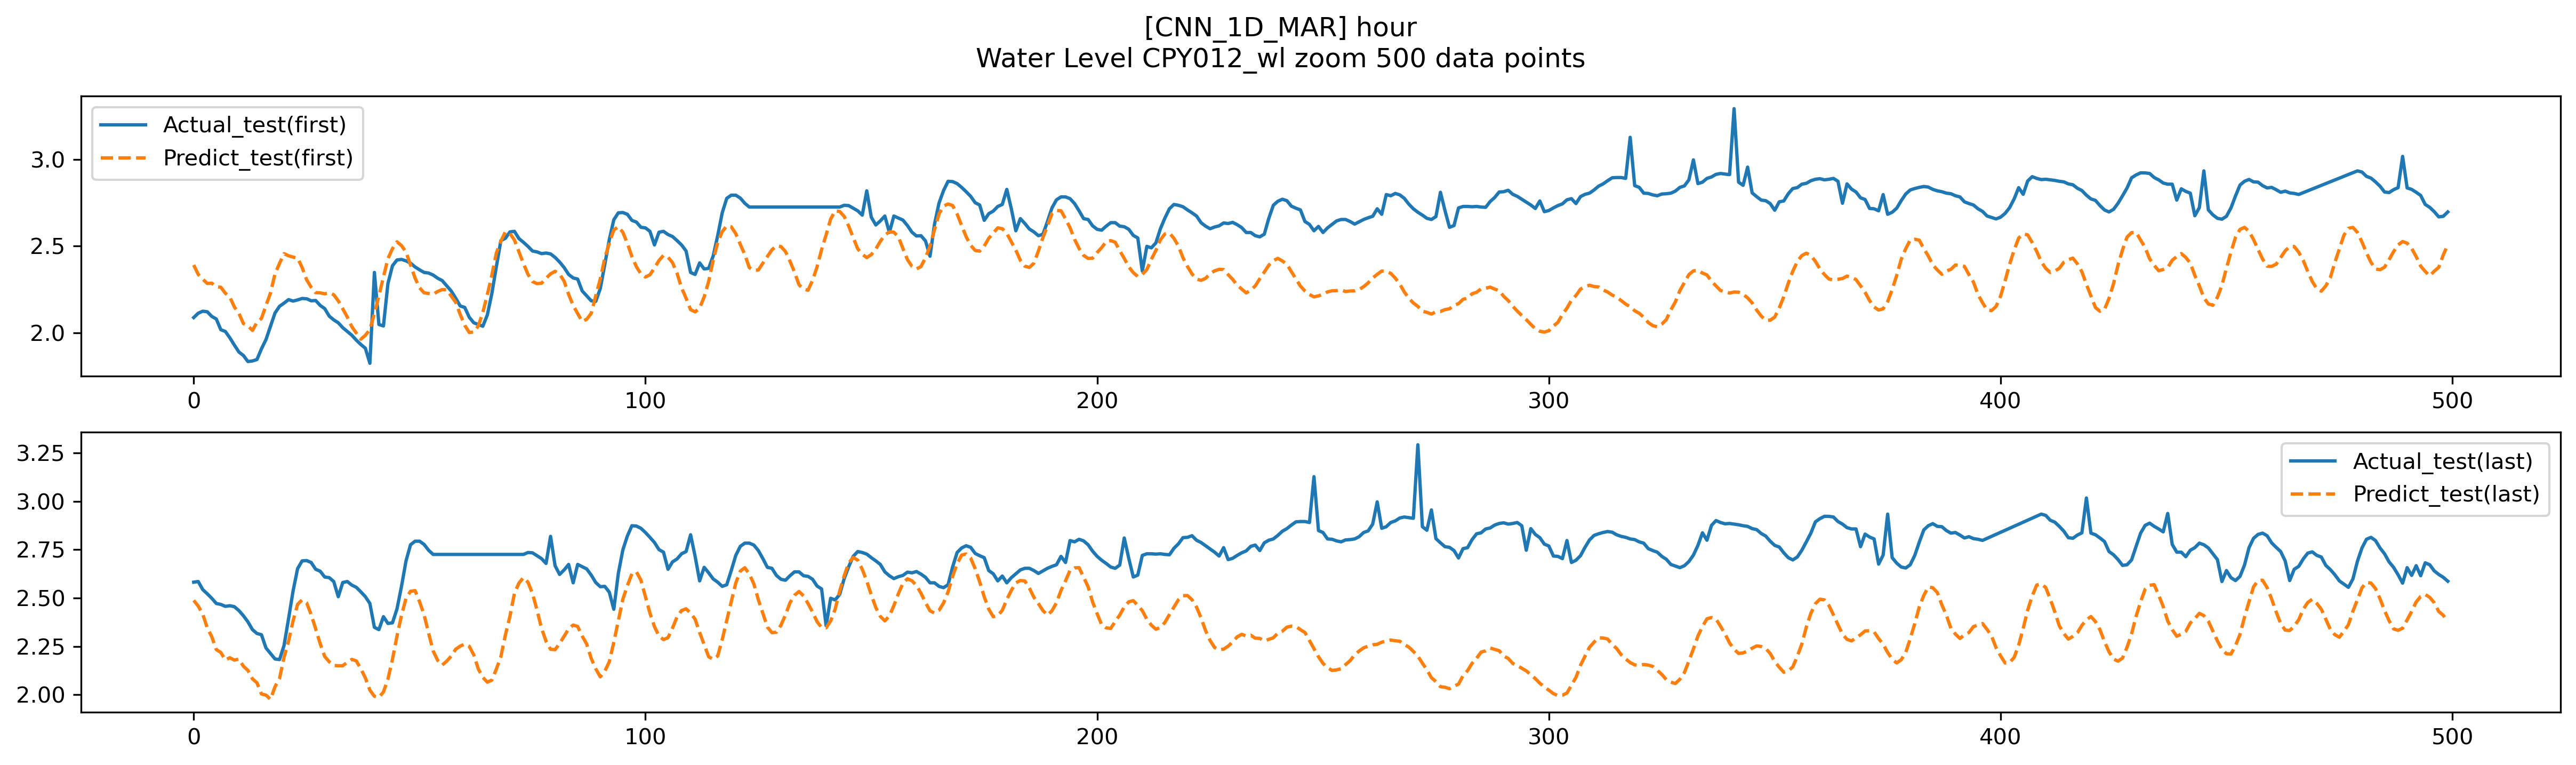 [CNN_1D_MAR] hour
Water Level CPY012_wl zoom 500 data points
Actual_test(first)
Predict_test(first)
3.0
2.5
2.0
0 100 200 300 400 500
Actual_test(last)
Predict_test(last)
3.25
3.00
2.75
2.50
2.25
2.00
0 100 200 300 400 500